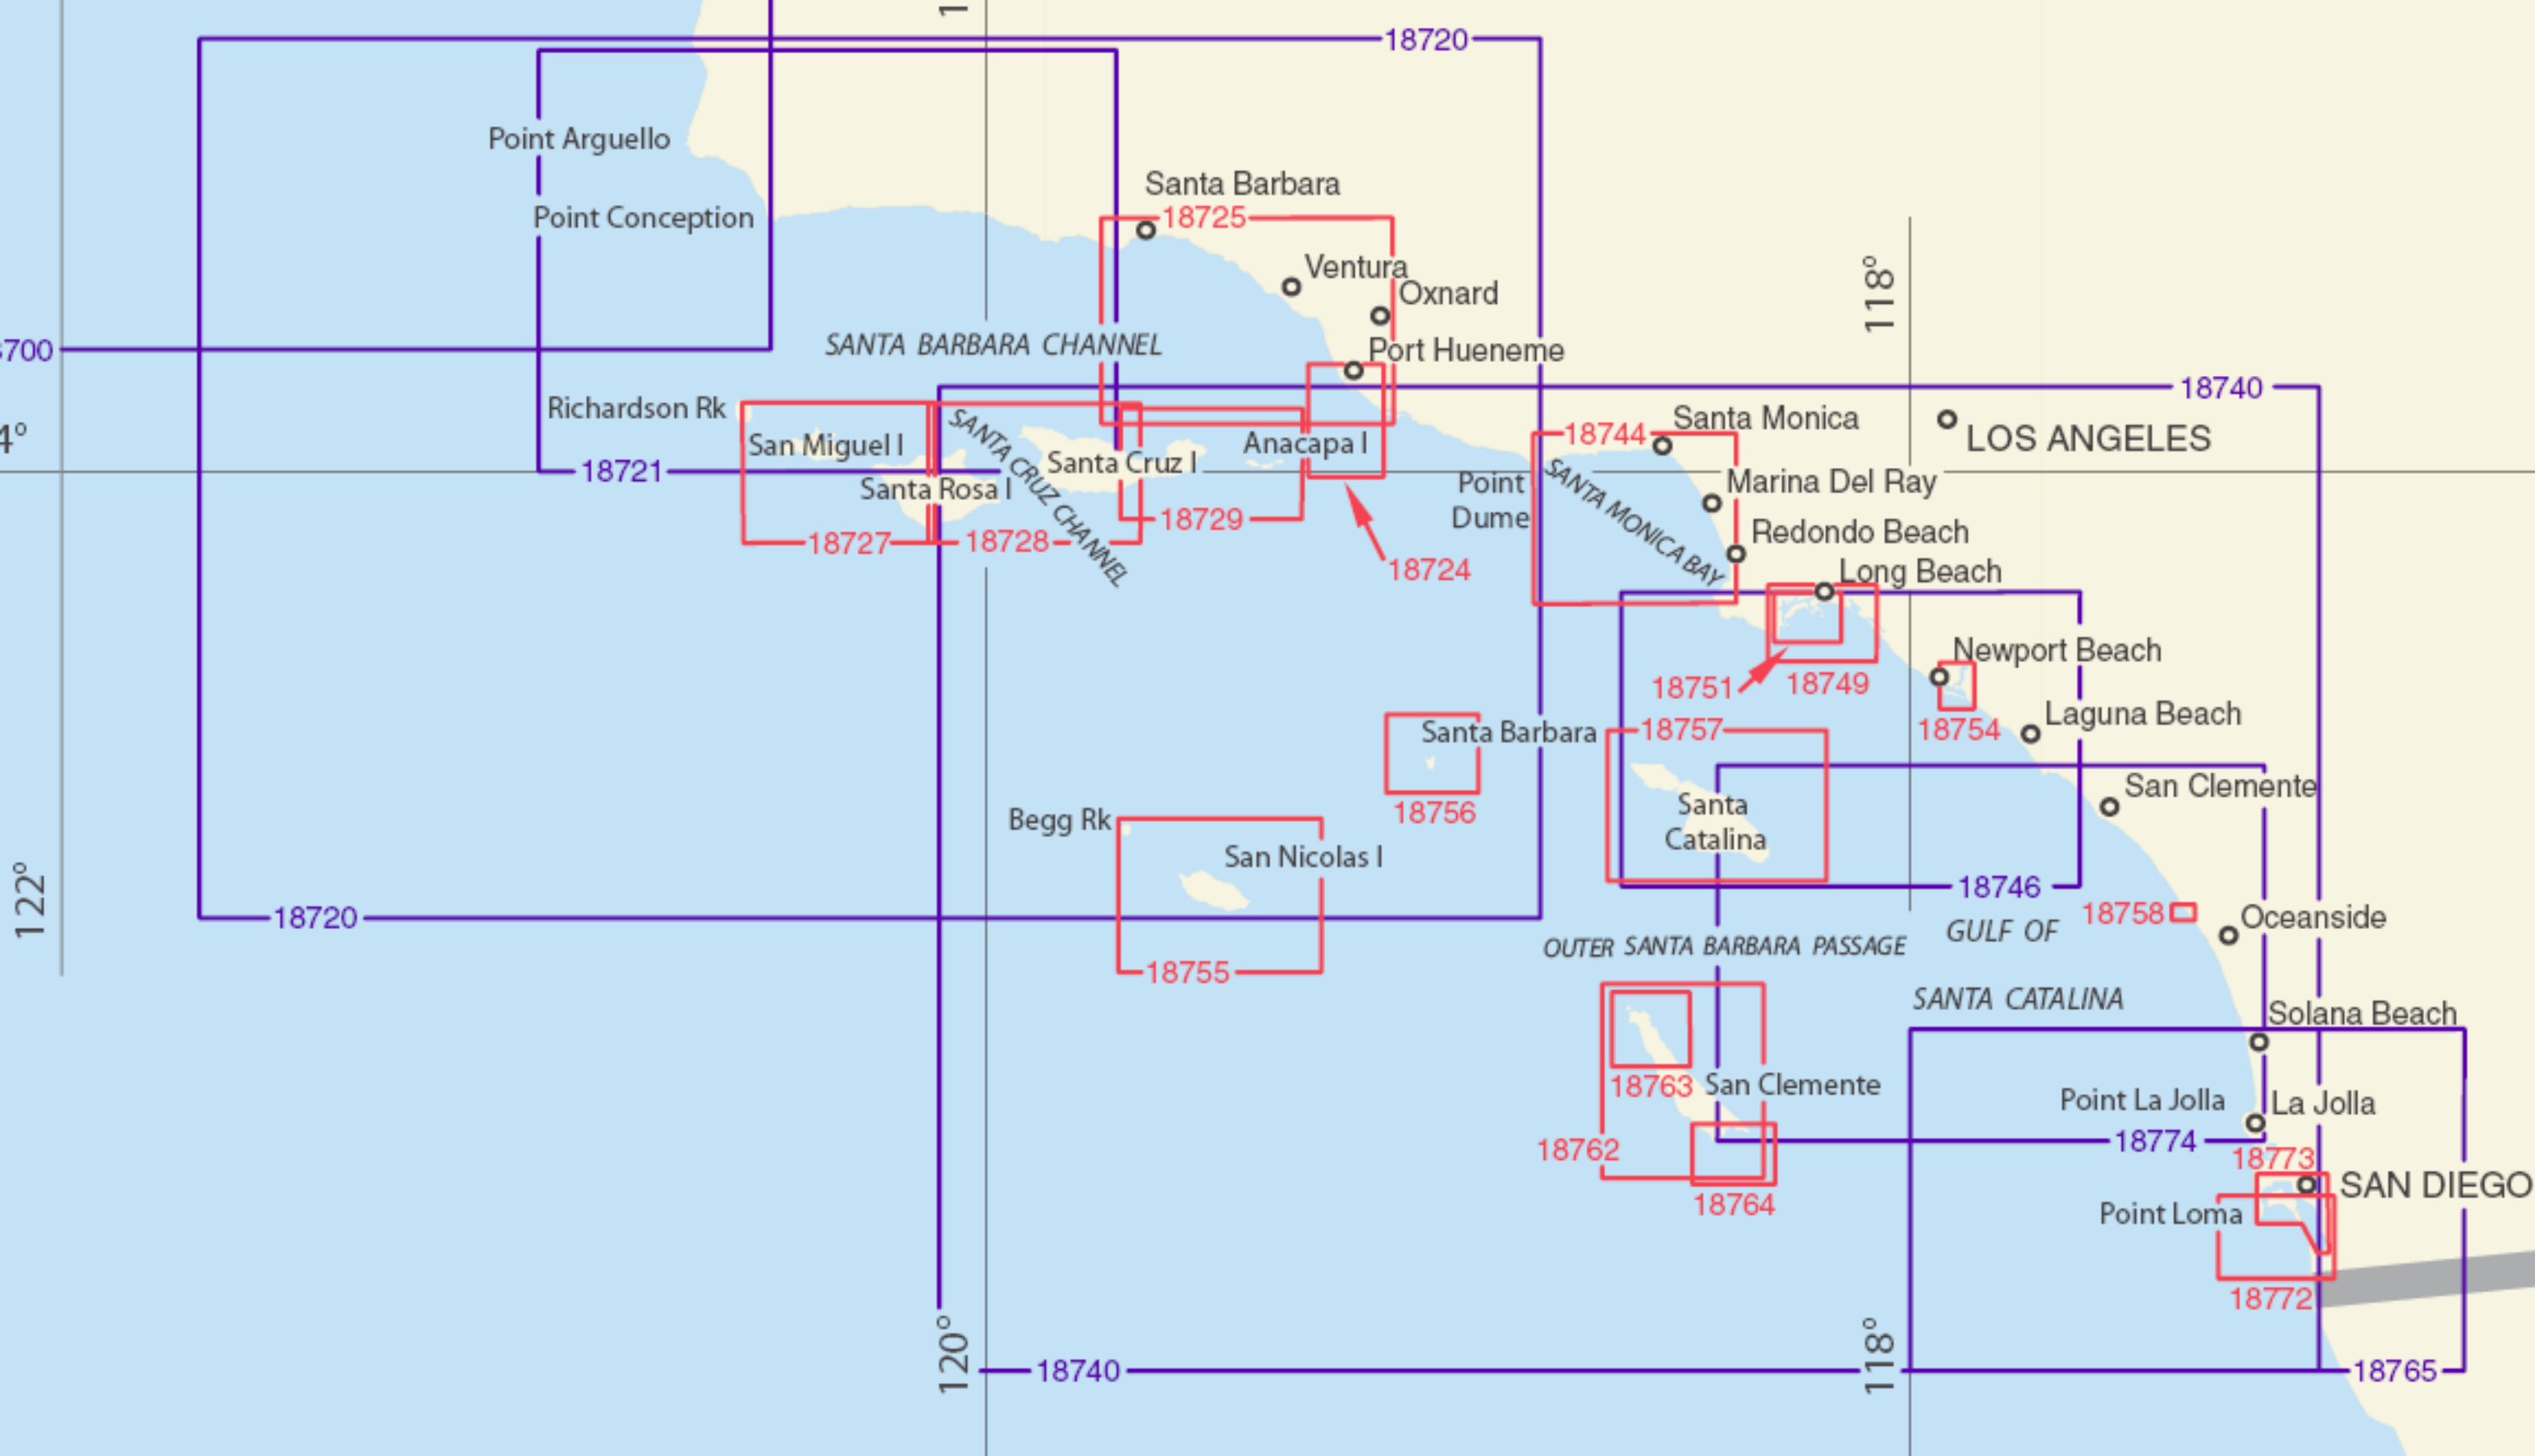 1
18720
Point Arguello
Santa Barbara
Point Conception
18725
Ventura
118°
Oxnard
SANTA BARBARA CHANNEL
Port Hueneme
18740
Richardson Rk
SANTA CRUZ CHANNEL
San Miguel I
Anacapa I
18744
Santa Monica
LOS ANGELES
4°
18721
Santa Cruz I
Santa Rosa I
Point
Dume
SANTA MONICA BAY
Marina Del Ray
18727
18728
18729
Redondo Beach
18724
Long Beach
Newport Beach
18751
18749
18754
Laguna Beach
Santa Barbara
18757
18756
San Clemente
Santa
Catalina
Begg Rk
San Nicolas I
122°
18746
18720
18758
Oceanside
OUTER SANTA BARBARA PASSAGE
GULF OF
SANTA CATALINA
18755
Solana Beach
18763
San Clemente
Point La Jolla
La Jolla
18762
18774
18773
18764
SAN DIEGO
Point Loma
18772
120°
18740
118°
18765